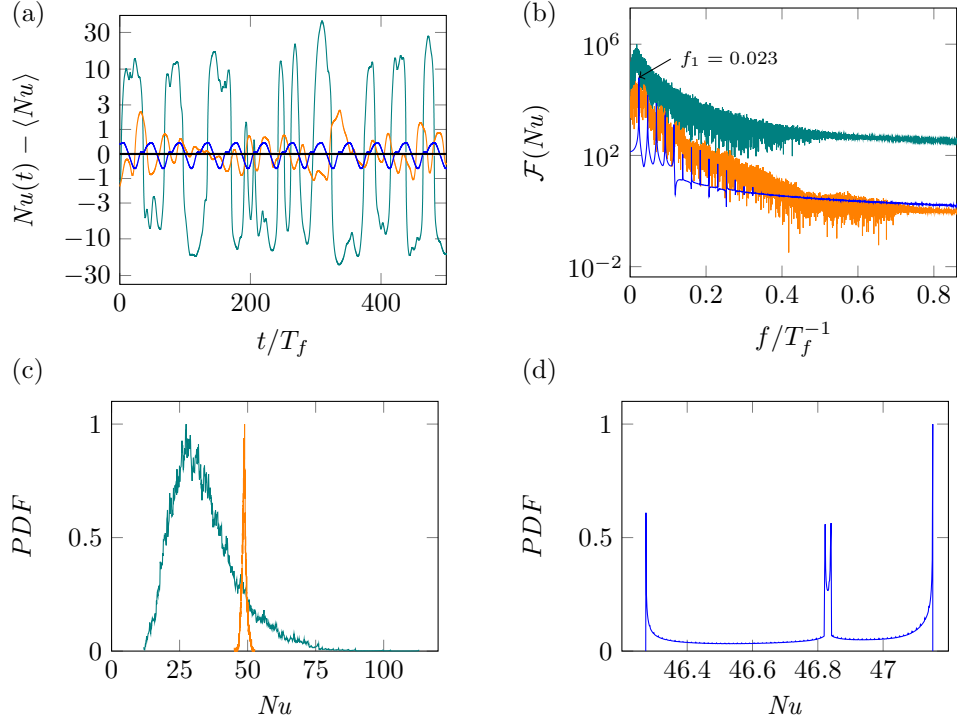 (a)
30
10
3
1
0
−1
−3
−10
−30
Nu(t) − ⟨Nu⟩
0
200
400
t/T_f
(b)
10^6
10^2
10^−2
F(Nu)
f_1 = 0.023
0
0.2
0.4
0.6
0.8
f/T_f^−1
(c)
1
0.5
0
PDF
0
25
50
75
100
Nu
(d)
1
0.5
0
PDF
46.4
46.6
46.8
47
Nu